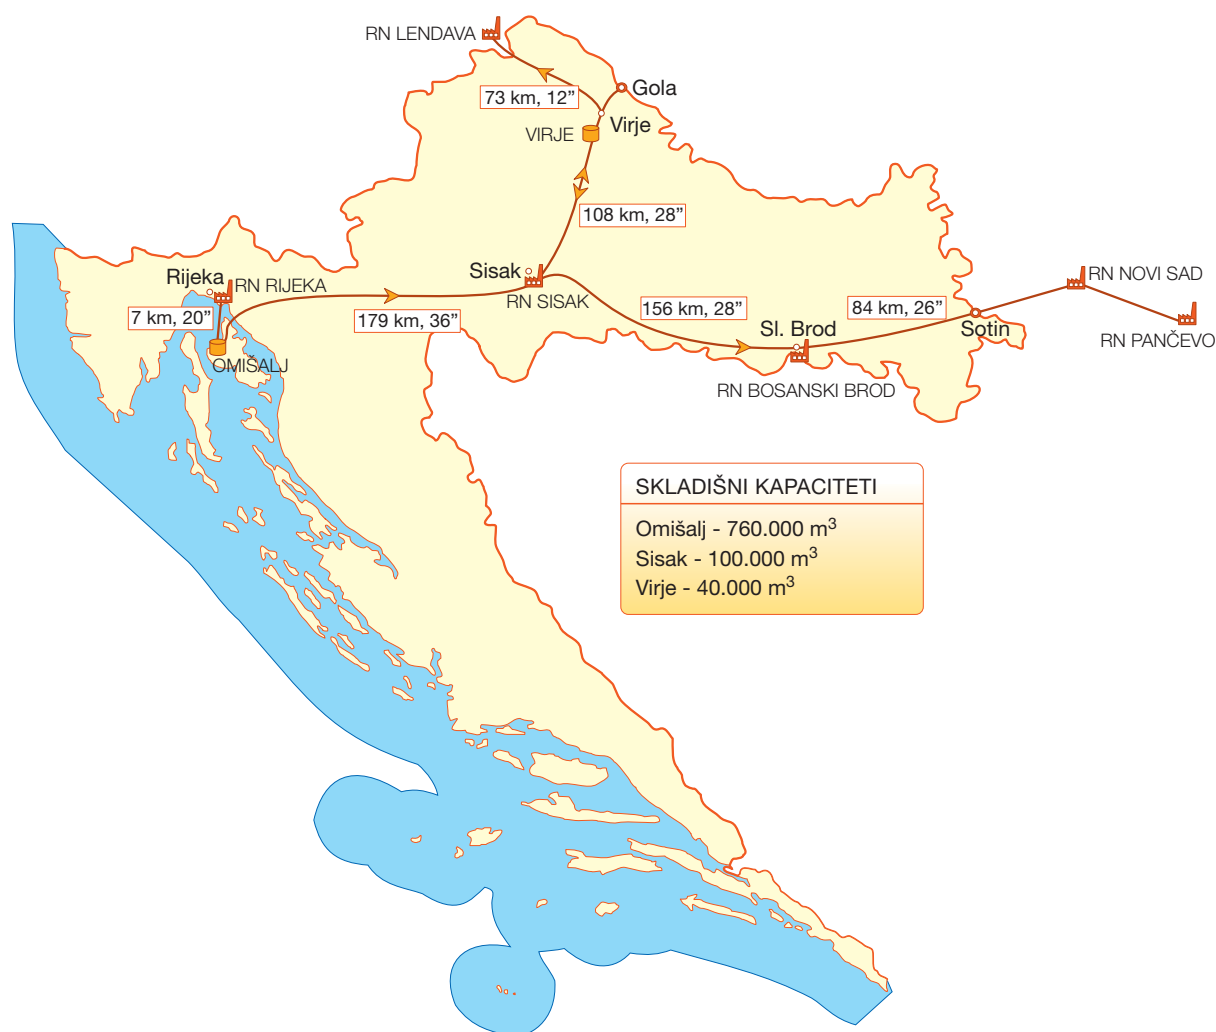 RN LENDAVA
73 km, 12”
Gola
VIRJE
Virje
108 km, 28”
Rijeka
RN RIJEKA
7 km, 20”
OMIŠALJ
179 km, 36”
Sisak
RN SISAK
156 km, 28”
Sl. Brod
RN BOSANSKI BROD
84 km, 26”
Sotin
RN NOVI SAD
RN PANČEVO
SKLADIŠNI KAPACITETI
Omišalj - 760.000 m³
Sisak - 100.000 m³
Virje - 40.000 m³